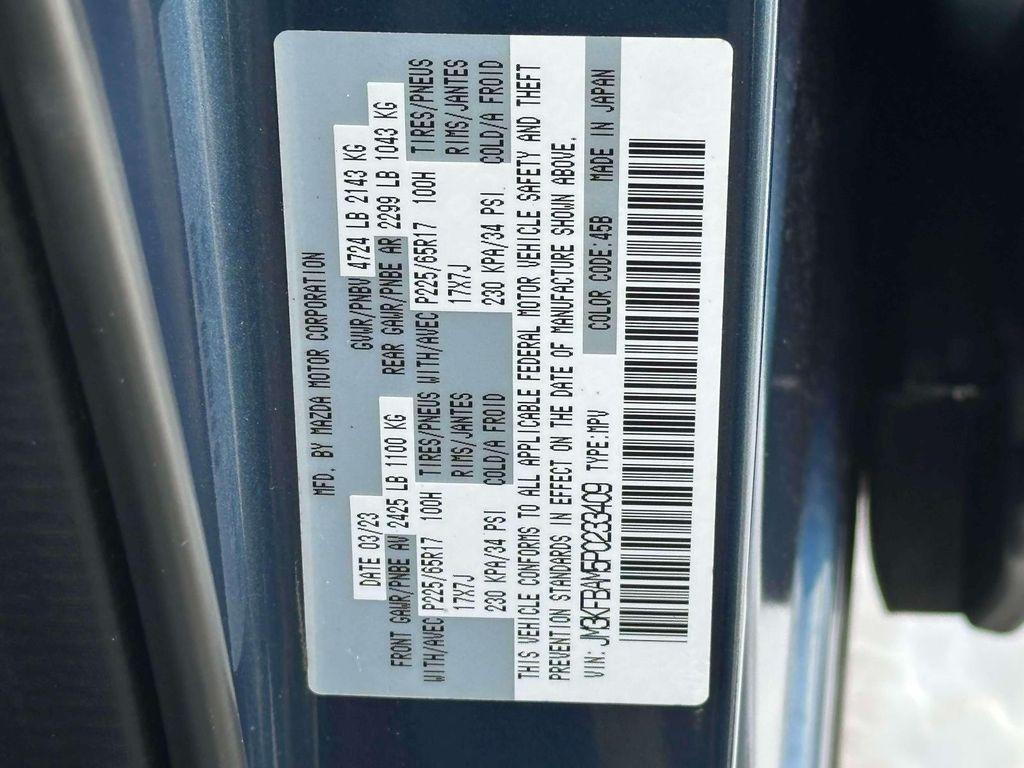 MFD. BY MAZDA MOTOR CORPORATION
DATE 03/23 GVWR/PNBV 4724 LB 2143 KG
FRONT GAWR/PNBE AV 2425 LB 1100 KG REAR GAWR/PNBE AR 2299 LB 1043 KG
WITH/AVEC P225/65R17 100H TIRES/PNEUS WITH/AVEC P225/65R17 100H TIRES/PNEUS
17X7J RIMS/JANTES 17X7J RIMS/JANTES
230 KPA/34 PSI COLD/A FROID 230 KPA/34 PSI. COLD/A FROID
THIS VEHICLE CONFORMS TO ALL APPLICABLE FEDERAL MOTOR VEHICLE SAFETY AND THEFT
PREVENTION STANDARDS IN EFFECT ON THE DATE OF MANUFACTURE SHOWN ABOVE.
VIN: JM3KFBAM5P0233409 TYPE:MPV COLOR CODE:45B MADE IN JAPAN